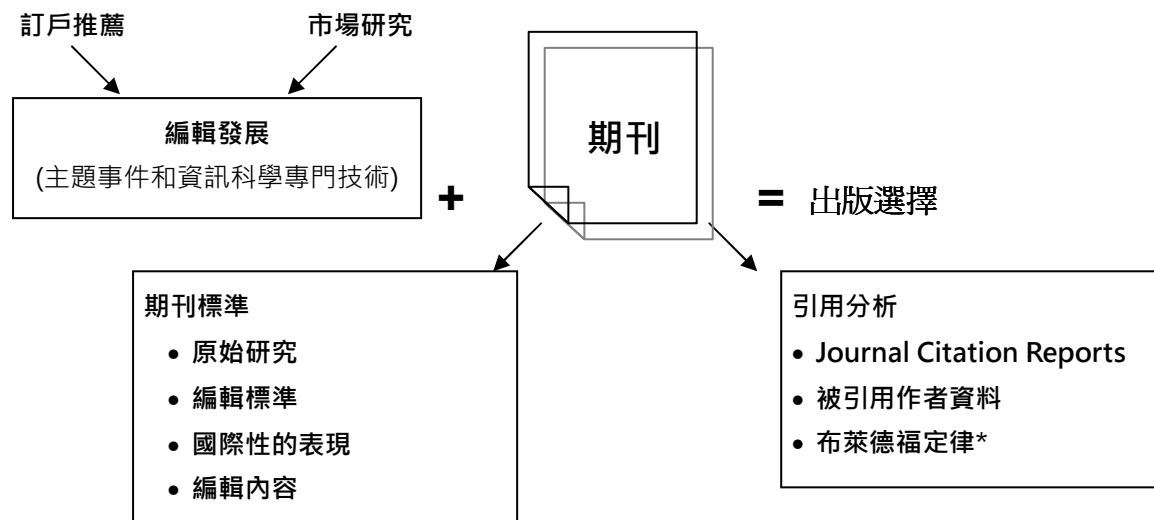 訂戶推薦
市場研究
編輯發展
(主題事件和資訊科學專門技術)
+
期刊
= 出版選擇
期刊標準
• 原始研究
• 編輯標準
• 國際性的表現
• 編輯內容
引用分析
• Journal Citation Reports
• 被引用作者資料
• 布萊德福定律*